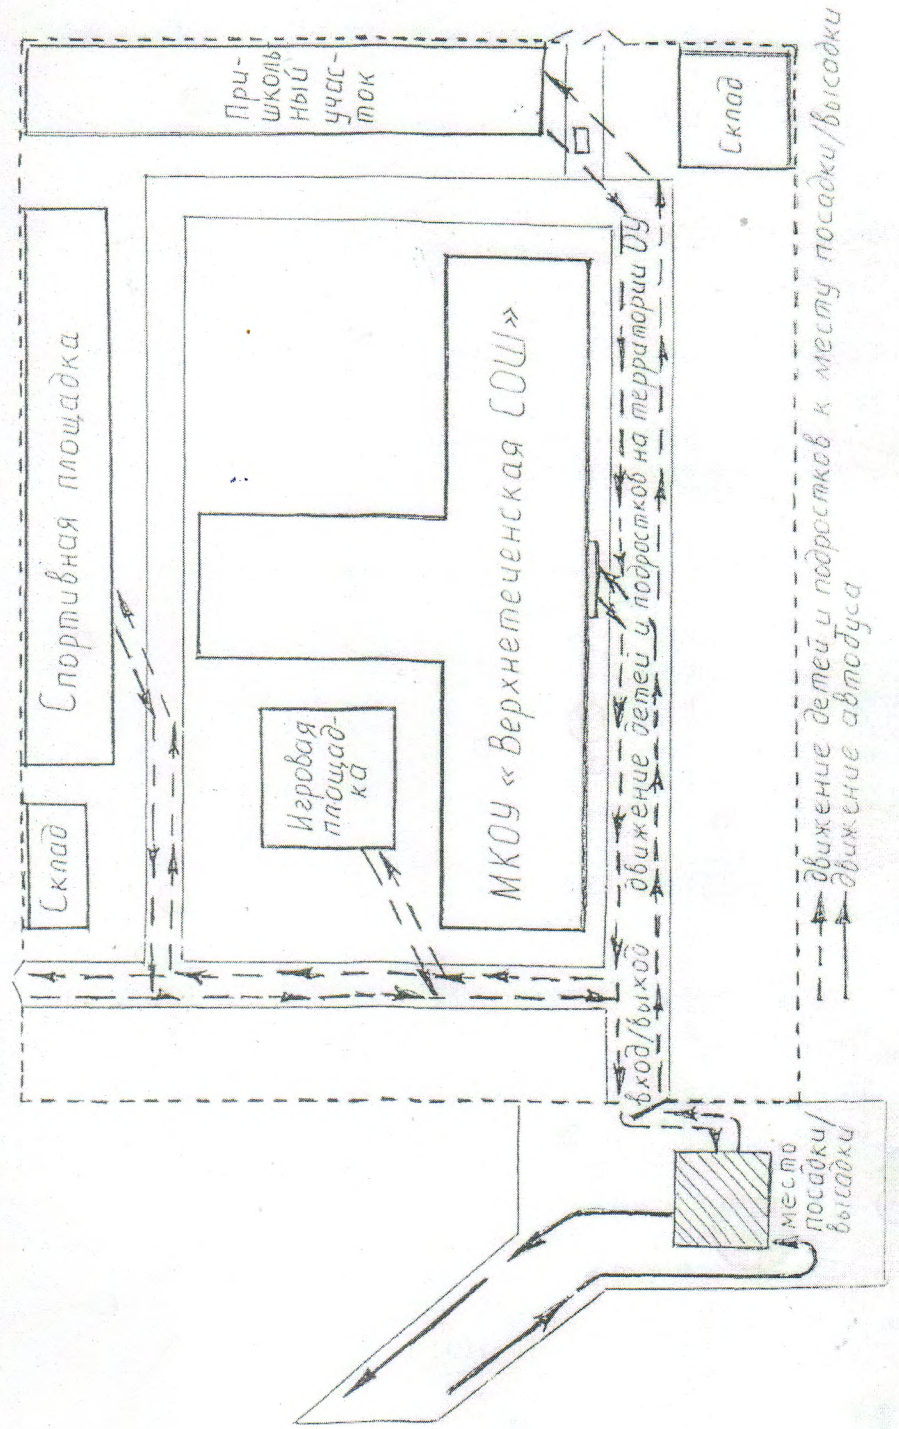 Склад
Спортивная площадка
При-
школь-
ный
учас-
ток
Игровая
площад-
ка
МКОУ «Верхнетеченская СОШ»
вход/выход
движение детей и подростков на территории ОУ
Склад
место
посадки/
высадки
движение детей и подростков к месту посадки/высадки
движение автобуса